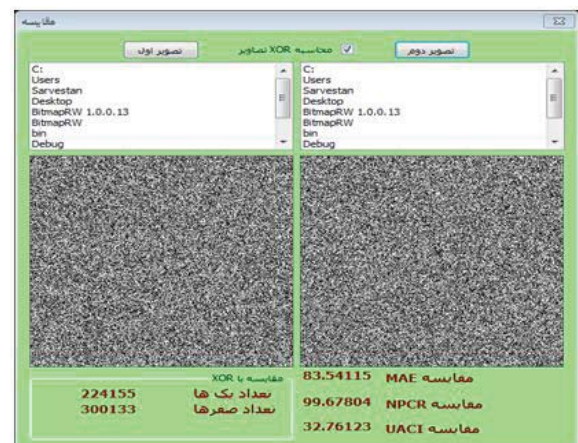 مقایسه
تصویر اول
محاسبه XOR تصاویر
تصویر دوم
C:
Users
Sarvestan
Desktop
BitmapRW 1.0.0.13
BitmapRW
bin
Debug
C:
Users
Sarvestan
Desktop
BitmapRW 1.0.0.13
BitmapRW
bin
Debug
مقایسه با XOR
تعداد یک ها 224155
تعداد صفرها 300133
مقایسه MAE 83.54115
مقایسه NPCR 99.67804
مقایسه UACI 32.76123